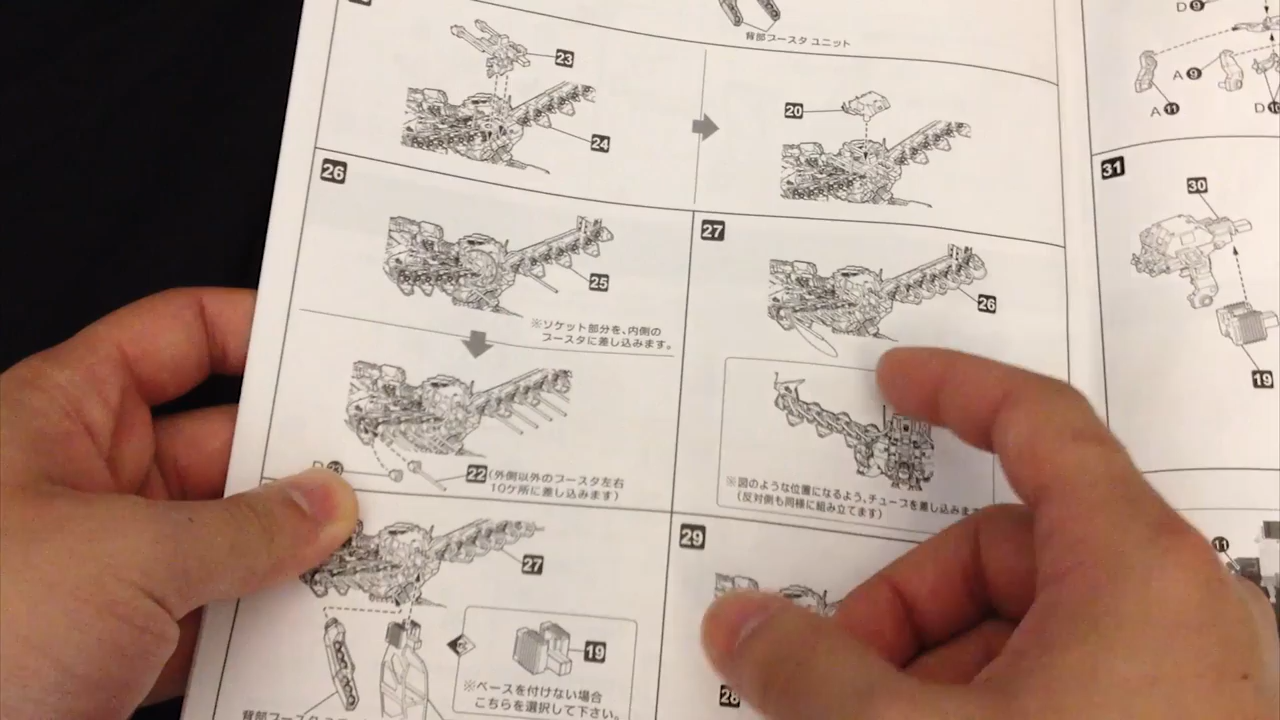 背部ブースタ ユニット
23
24
20
26
25
※ソケット部分を、内側の
ブースタに差し込みます。
22
(外側以外のブースタ左右
10ケ所に差し込みます)
27
26
※図のような位置になるよう、チューブを差し込みます
(反対側も同様に組み立てます)
27
19
※ベースを付けない場合
こちらを選択して下さい。
29
28
D 9
A 9
A 11
31
30
19
11